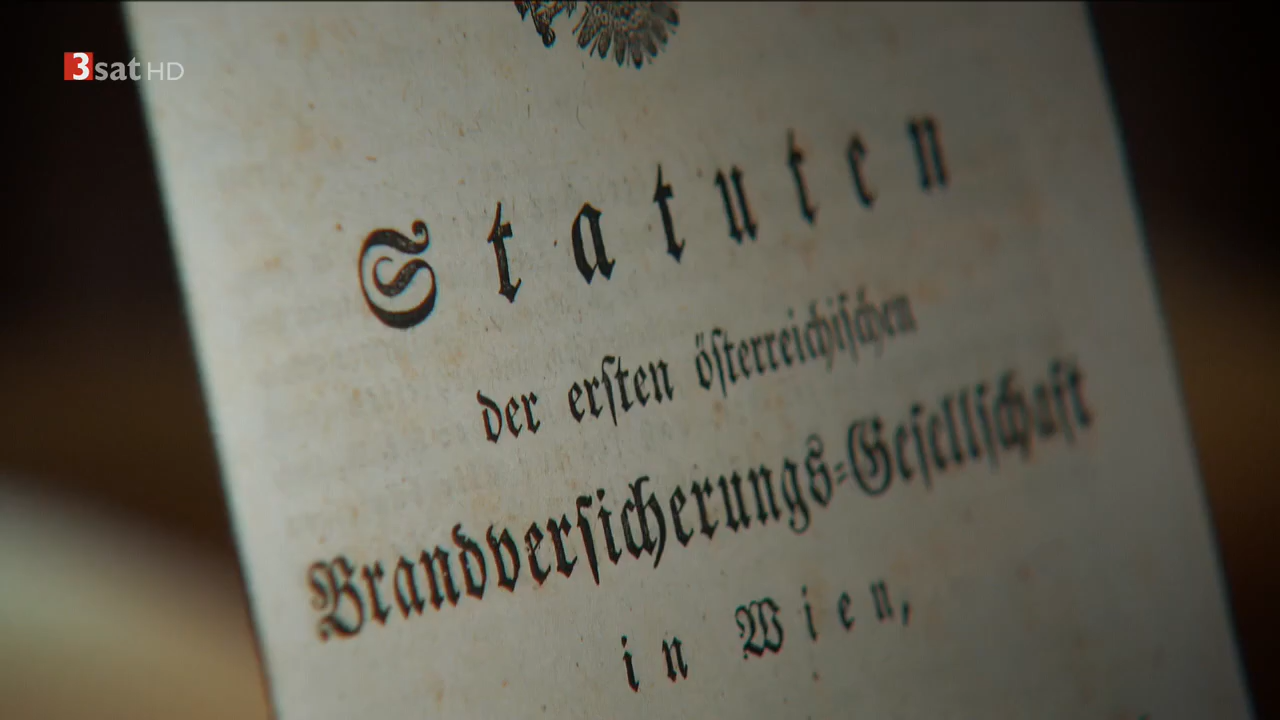 3sat HD
Statuten
der ersten österreichischen
Brandversicherungs=Gesellschaft
in Wien,